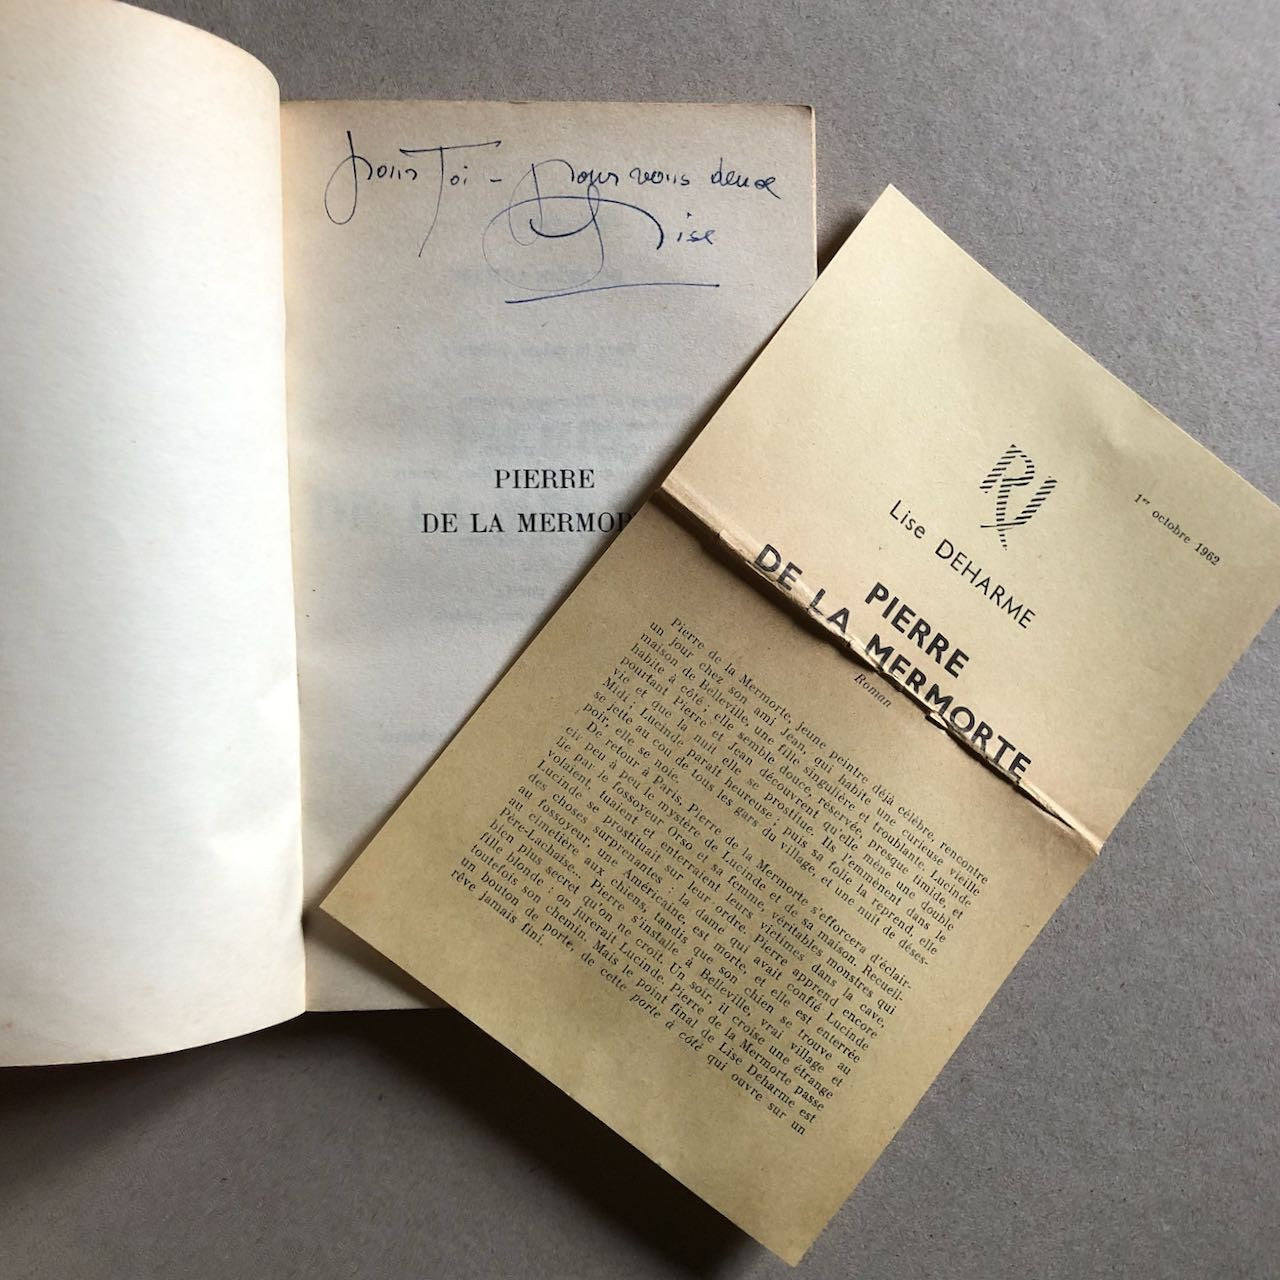 pour Toi - pour vous deux
Lise
PIERRE
DE LA MERMOR
1er octobre 1962
Lise DEHARME
PIERRE
DE LA MERMORTE
Roman
Pierre de la Mermorte, jeune peintre déjà célèbre, rencontre
un jour chez son ami Jean, qui habite une curieuse vieille
maison de Belleville, une fille singulière et troublante. Lucinde
habite à côté ; elle semble douce, réservée, presque timide, et
pourtant Pierre et Jean découvrent qu'elle mène une double
vie et que la nuit elle se prostitue. Ils l'emmènent dans le
Midi ; Lucinde paraît heureuse ; puis sa folie la reprend, elle
se jette au cou de tous les gars du village, et une nuit de déses-
poir, elle se noie.
De retour à Paris, Pierre de la Mermorte s'efforcera d'éclair-
cir peu à peu le mystère de Lucinde et de sa maison. Recueil-
lie par le fossoyeur Orso et sa femme, véritables monstres qui
volaient, tuaient et enterraient leurs victimes dans la cave,
Lucinde se prostituait sur leur ordre. Pierre apprend encore
des choses surprenantes : la dame qui avait confié Lucinde
au fossoyeur, une Américaine, est morte, et elle est enterrée
au cimetière aux chiens, tandis que son chien se trouve au
Père-Lachaise... Pierre s'installe à Belleville, vrai village et
bien plus secret qu'on ne croit. Un soir, il croise une étrange
fille blonde : on jurerait Lucinde. Pierre de la Mermorte passe
toutefois son chemin. Mais le point final de Lise Deharme est
un bouton de porte, de cette porte à côté qui ouvre sur un
rêve jamais fini.